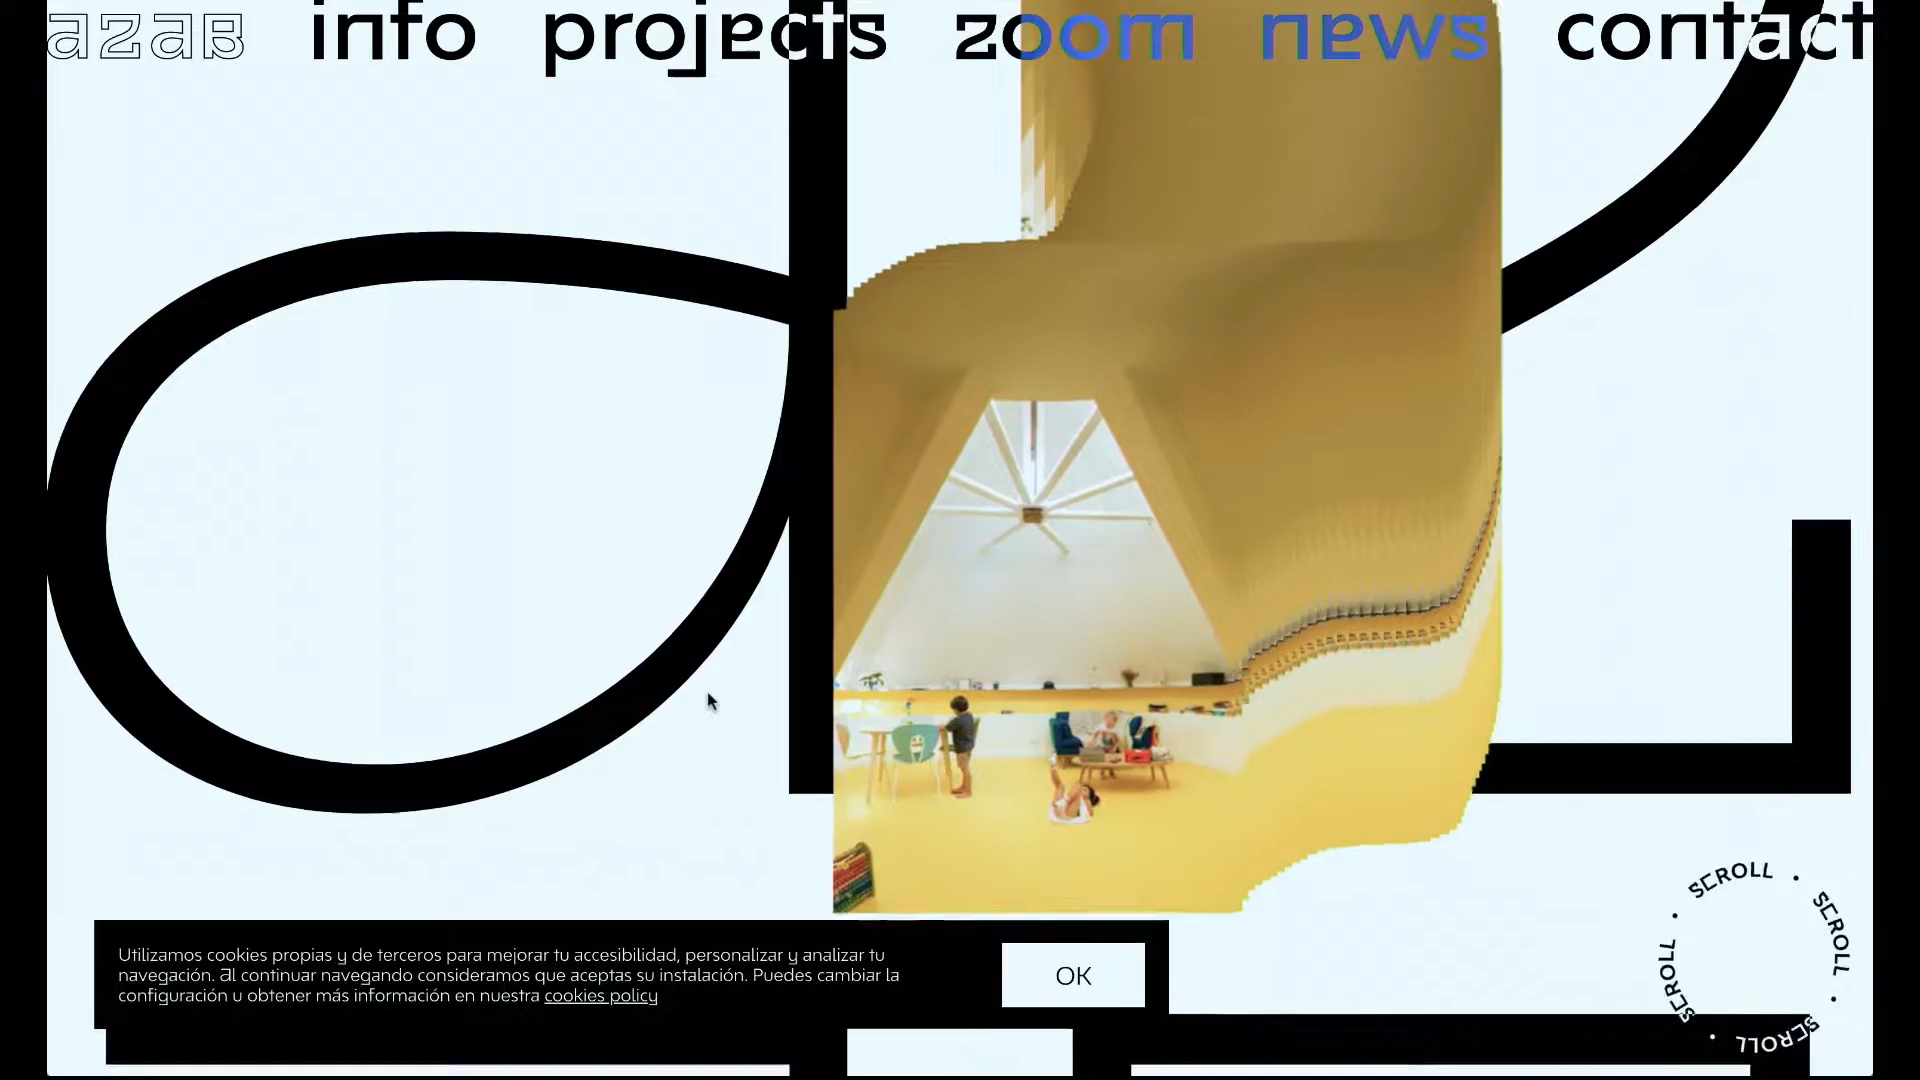 azaB info projects zoom news contact
Utilizamos cookies propias y de terceros para mejorar tu accesibilidad, personalizar y analizar tu
navegación. Al continuar navegando consideramos que aceptas su instalación. Puedes cambiar la
configuración u obtener más información en nuestra cookies policy
OK
SCROLL • SCROLL • SCROLL • SCROLL • SCROLL •